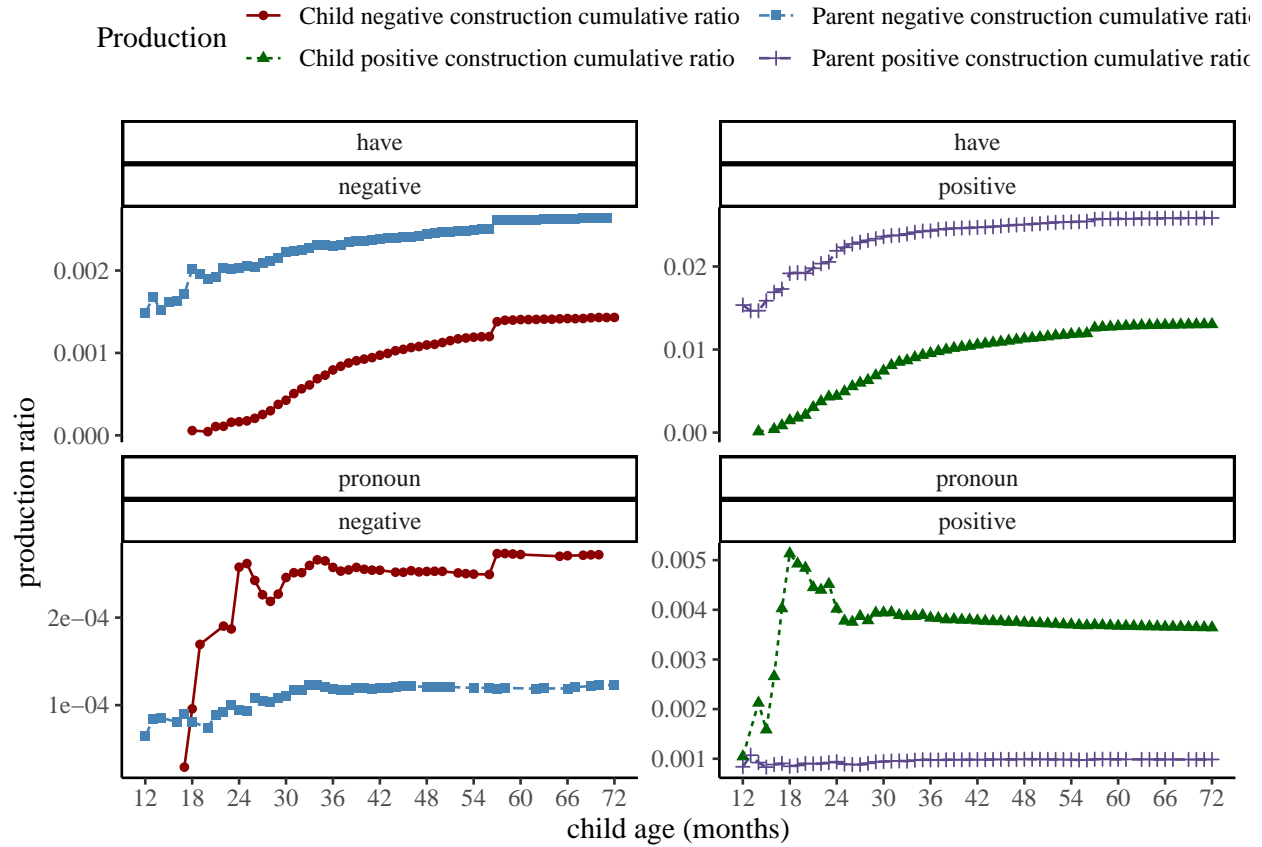 Production
Child negative construction cumulative ratio
Parent negative construction cumulative rati
Child positive construction cumulative ratio
Parent positive construction cumulative ratio
have
negative
have
positive
0.002
0.001
0.000
0.02
0.01
0.00
pronoun
negative
pronoun
positive
2e−04
1e−04
0.005
0.004
0.003
0.002
0.001
12 18 24 30 36 42 48 54 60 66 72
12 18 24 30 36 42 48 54 60 66 72
production ratio
child age (months)